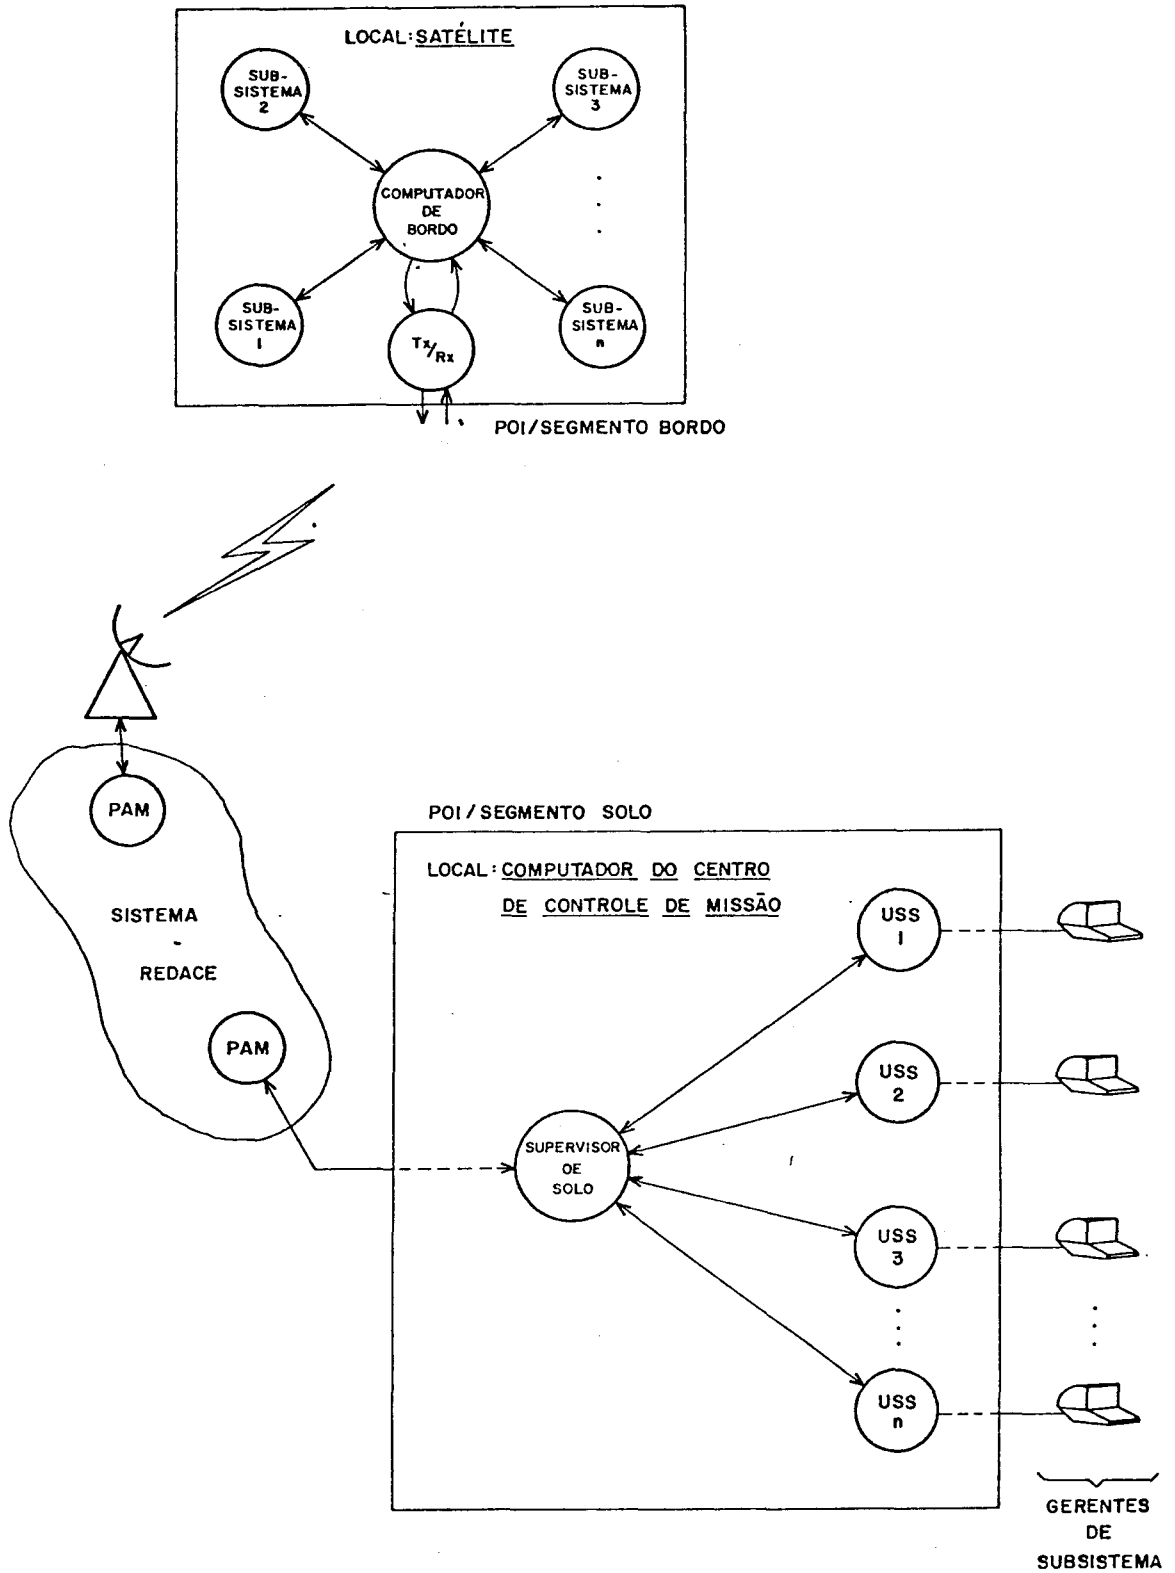 LOCAL: SATÉLITE
SUB-
SISTEMA
2
SUB-
SISTEMA
3
COMPUTADOR
DE
BORDO
SUB-
SISTEMA
1
Tx/Rx
SUB-
SISTEMA
n
POI/SEGMENTO BORDO
PAM
SISTEMA
-
REDACE
PAM
POI/SEGMENTO SOLO
LOCAL: COMPUTADOR DO CENTRO
DE CONTROLE DE MISSÃO
USS
1
USS
2
SUPERVISOR
DE
SOLO
USS
3
USS
n
GERENTES
DE
SUBSISTEMA